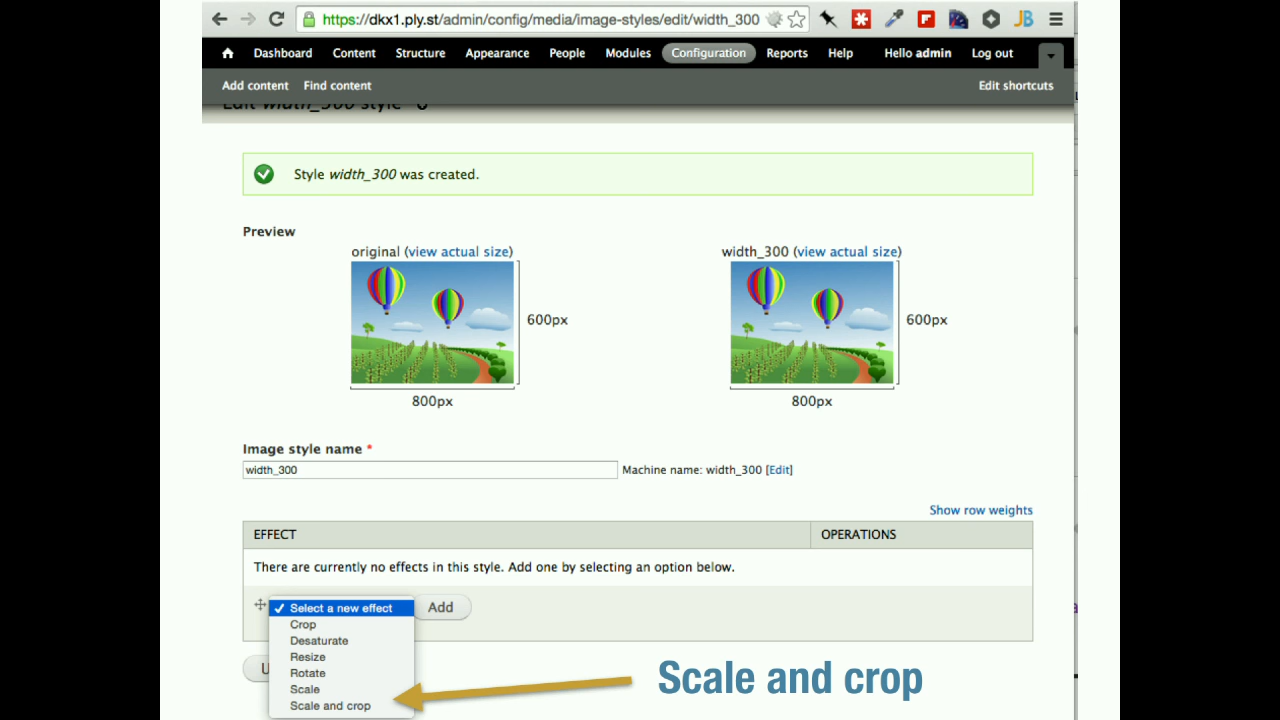 https://dkx1.ply.st/admin/config/media/image-styles/edit/width_300
JB
Dashboard Content Structure Appearance People Modules Configuration Reports Help Hello admin Log out
Add content Find content Edit shortcuts
Edit width_300 style
Style width_300 was created.
Preview
original (view actual size) width_300 (view actual size)
600px 600px
800px 800px
Image style name *
width_300 Machine name: width_300 [Edit]
Show row weights
EFFECT OPERATIONS
There are currently no effects in this style. Add one by selecting an option below.
✓ Select a new effect Add
Crop
Desaturate
Resize
Rotate
Scale
Scale and crop
Scale and crop